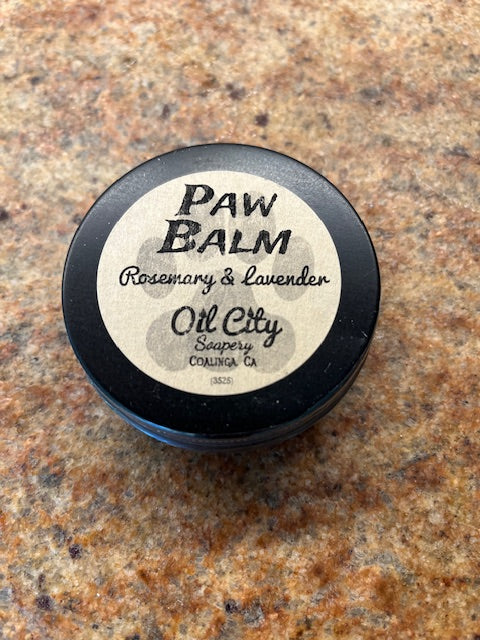 PAW
BALM
Rosemary & Lavender
Oil City
Soapery
COALINGA, CA
(3525)